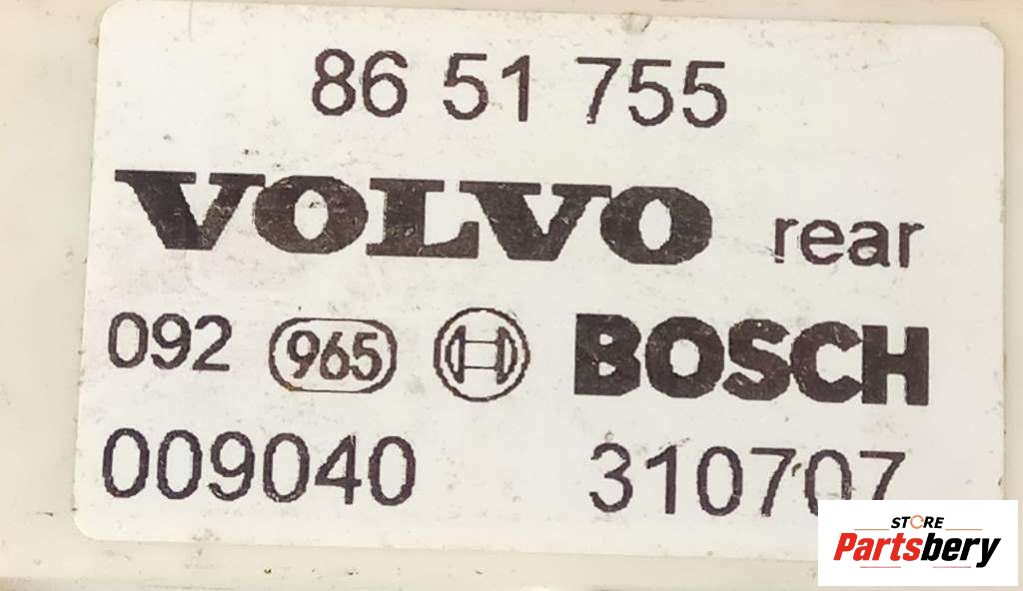 86 51 755
VOLVO rear
092 965 BOSCH
009040 310707
STORE
Partsbery